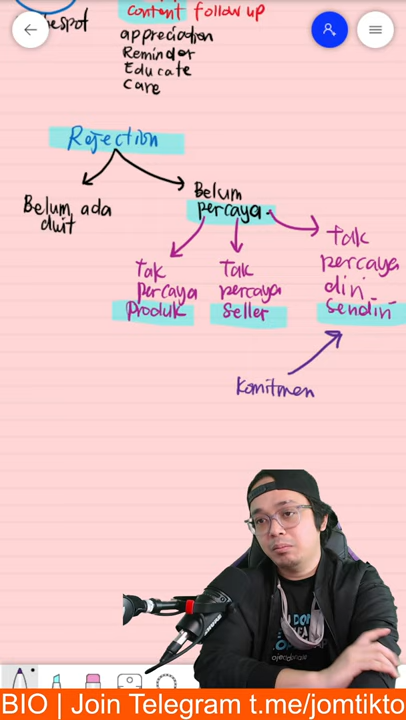 content follow up
appreciation
Reminder
Educate
Care
Rejection
Belum ada
duit
Belum
percaya
Tak
percaya
Produk
Tak
percaya
Seller
Tak
percaya
diri
Sendiri
Komitmen
BIO | Join Telegram t.me/jomtikto